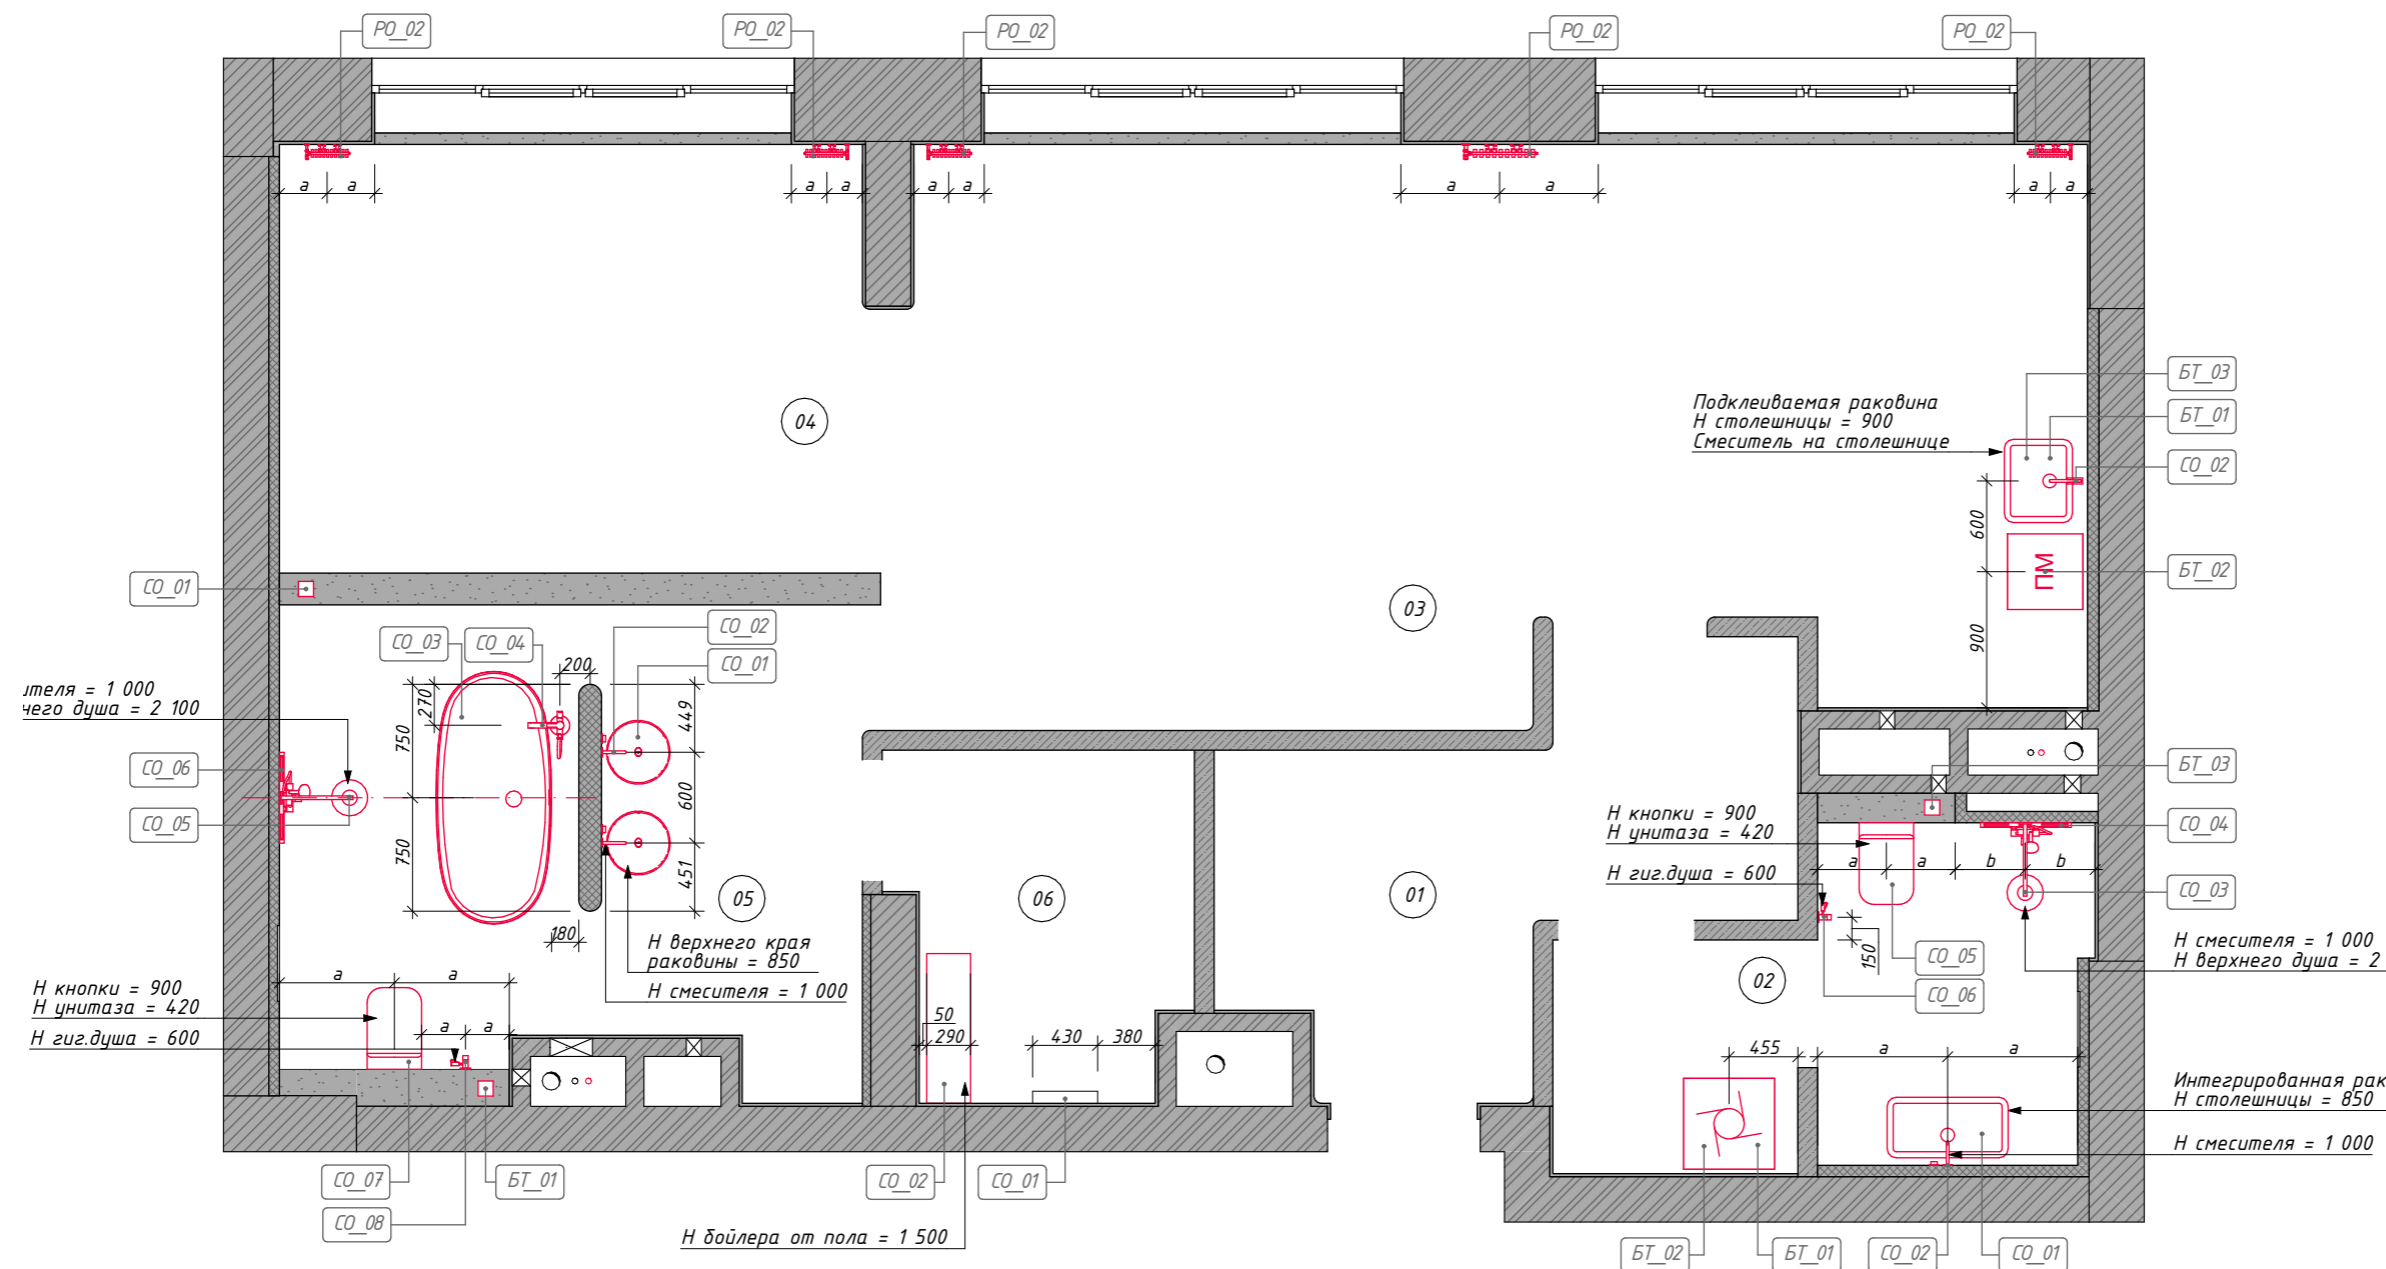 РО_02
РО_02
РО_02
РО_02
РО_02
a
a
a
a
a
a
a
a
a
a
04
Подклеиваемая раковина
Н столешницы = 900
Смеситель на столешнице
БТ_03
БТ_01
СО_02
600
ПМ
БТ_02
900
СО_01
03
СО_03
СО_04
СО_02
СО_01
200
270
750
449
600
750
451
180
ителя = 1 000
него душа = 2 100
СО_06
СО_05
05
06
01
02
Н верхнего края
раковины = 850
Н смесителя = 1 000
Н кнопки = 900
Н унитаза = 420
Н гиг.душа = 600
a
a
a
a
50
290
430
380
СО_07
СО_08
БТ_01
СО_02
СО_01
Н бойлера от пола = 1 500
БТ_03
СО_04
СО_03
Н кнопки = 900
Н унитаза = 420
Н гиг.душа = 600
a
a
b
b
150
СО_05
СО_06
Н смесителя = 1 000
Н верхнего душа = 2
455
a
a
Интегрированная рак
Н столешницы = 850
Н смесителя = 1 000
БТ_02
БТ_01
СО_02
СО_01